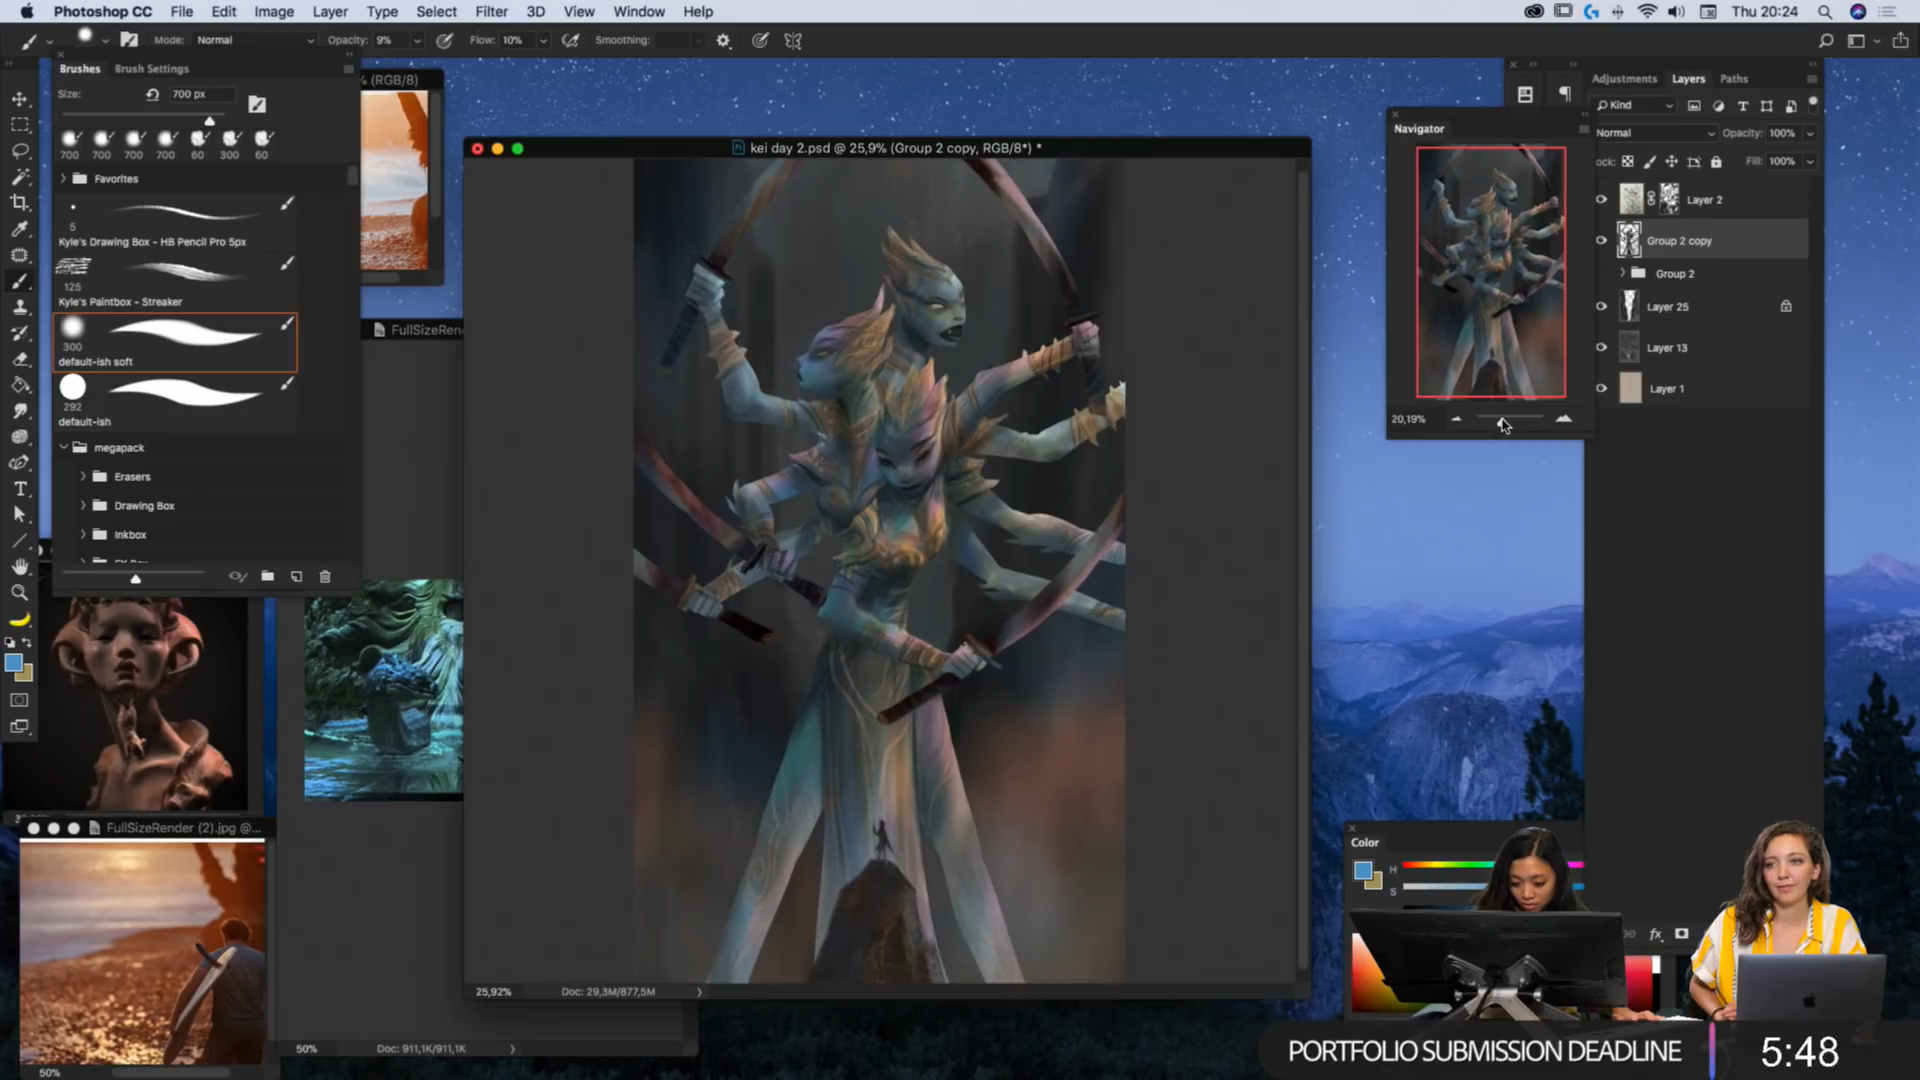 Photoshop CC File Edit Image Layer Type Select Filter 3D View Window Help Thu 20:24
Mode: Normal Opacity: 9% Flow: 10% Smoothing:
Brushes Brush Settings
Size: 700 px
700 700 700 700 60 300 60
Favorites
5
Kyle's Drawing Box - HB Pencil Pro 5px
125
Kyle's Paintbox - Streaker
300
default-ish soft
292
default-ish
megapack
Erasers
Drawing Box
Inkbox
% (RGB/8)
FullSizeRen
kei day 2.psd @ 25,9% (Group 2 copy, RGB/8*) *
25,92% Doc: 29,3M/877,5M
Navigator
20,19%
Adjustments Layers Paths
Kind
Normal Opacity: 100%
ock: Fill: 100%
Layer 2
Group 2 copy
Group 2
Layer 25
Layer 13
Layer 1
fx
Color
H
S
FullSizeRender (2).jpg @...
50%
50% Doc: 911,1K/911,1K
PORTFOLIO SUBMISSION DEADLINE 5:48